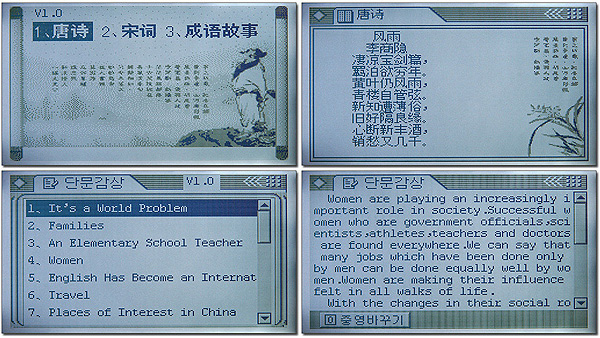 V1.0
1、唐诗 2、宋词 3、成语故事
唐诗
风雨
李商隐
凄凉宝剑篇，
羁泊欲穷年。
黄叶仍风雨，
青楼自管弦。
新知遭薄俗，
旧好隔良缘。
心断新丰酒，
销愁又几千。
단문감상 V1.0
1、It's a World Problem
2、Families
3、An Elementary School Teacher
4、Women
5、English Has Become an Internat
6、Travel
7、Places of Interest in China
단문감상
Women are playing an increasingly i
mportant role in society.Successful w
omen who are government officials,sci
entists,athletes,teachers and doctors
are found everywhere.We can say that
many jobs which have been done only
by men can be done equally well by wo
men.Women are making their influence
felt in all walks of life.
With the changes in their social ro
중영바꾸기